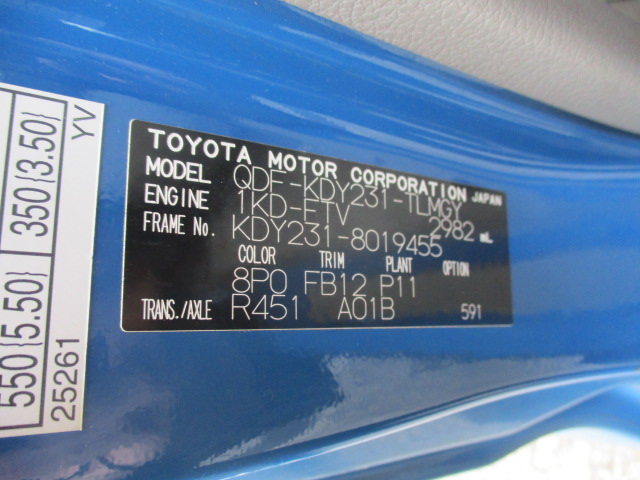 TOYOTA MOTOR CORPORATION JAPAN
MODEL QDF-KDY231-TLMGY
ENGINE 1KD-FTV 2982 mL
FRAME No. KDY231-8019455
COLOR TRIM PLANT OPTION
8P0 FB12 P11
TRANS./AXLE R451 A01B 591
550{5.50} 350{3.50}
25261 YV